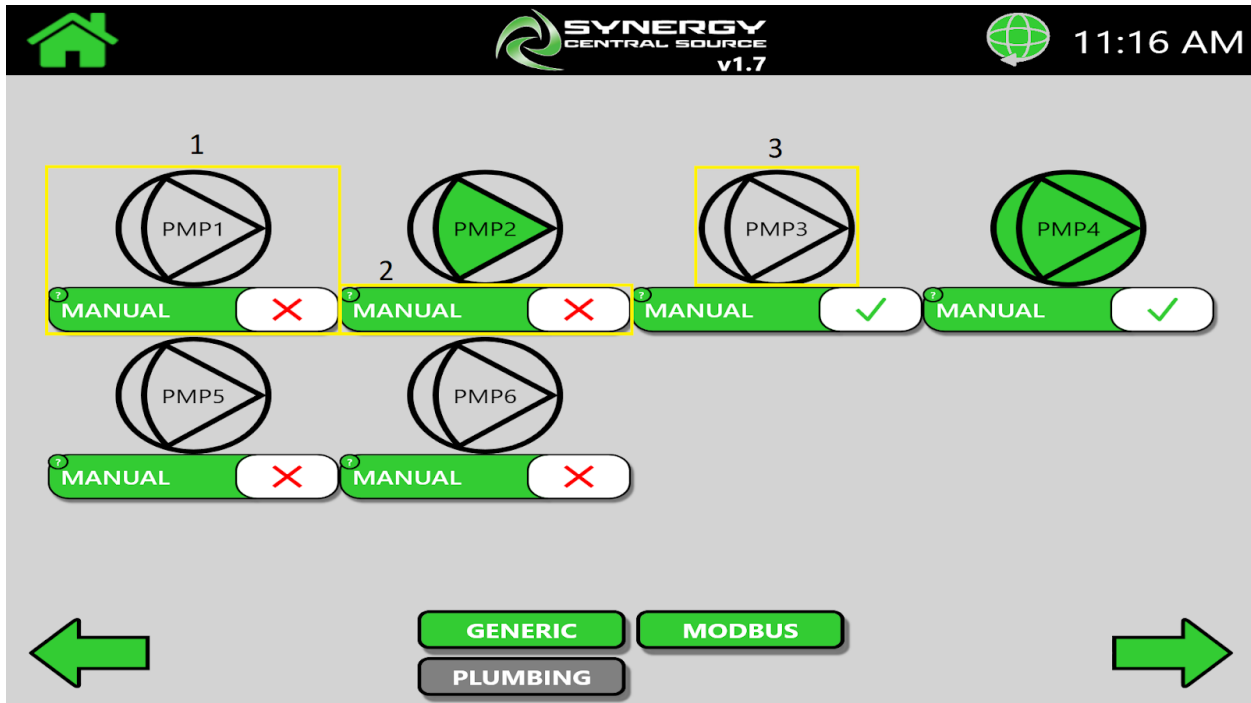 SYNERGY
CENTRAL SOURCE
v1.7
11:16 AM
1
3
PMP1
PMP2
PMP3
PMP4
2
? MANUAL
? MANUAL
? MANUAL
? MANUAL
PMP5
PMP6
? MANUAL
? MANUAL
GENERIC
MODBUS
PLUMBING